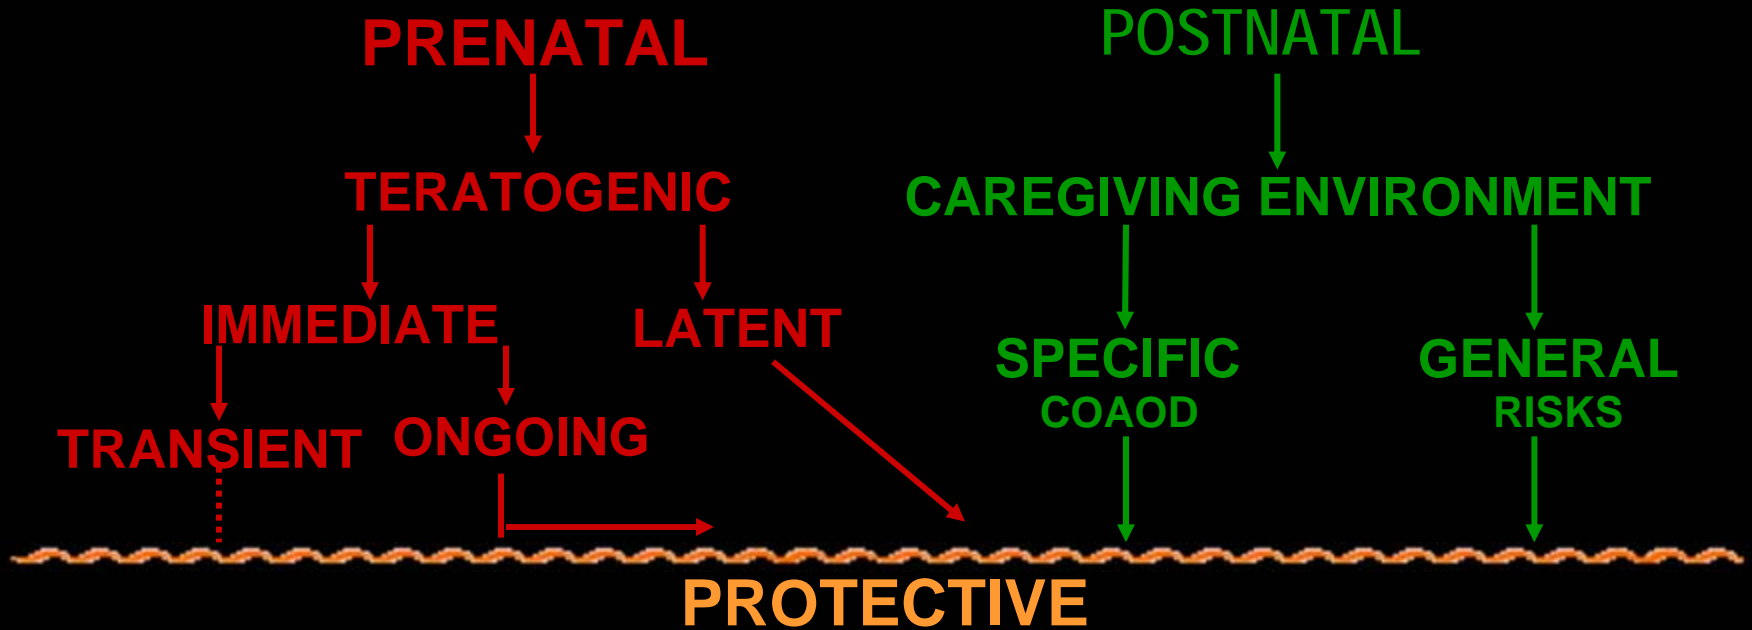 PRENATAL
POSTNATAL
TERATOGENIC
CAREGIVING ENVIRONMENT
IMMEDIATE
LATENT
SPECIFIC
COAOD
GENERAL
RISKS
TRANSIENT
ONGOING
PROTECTIVE